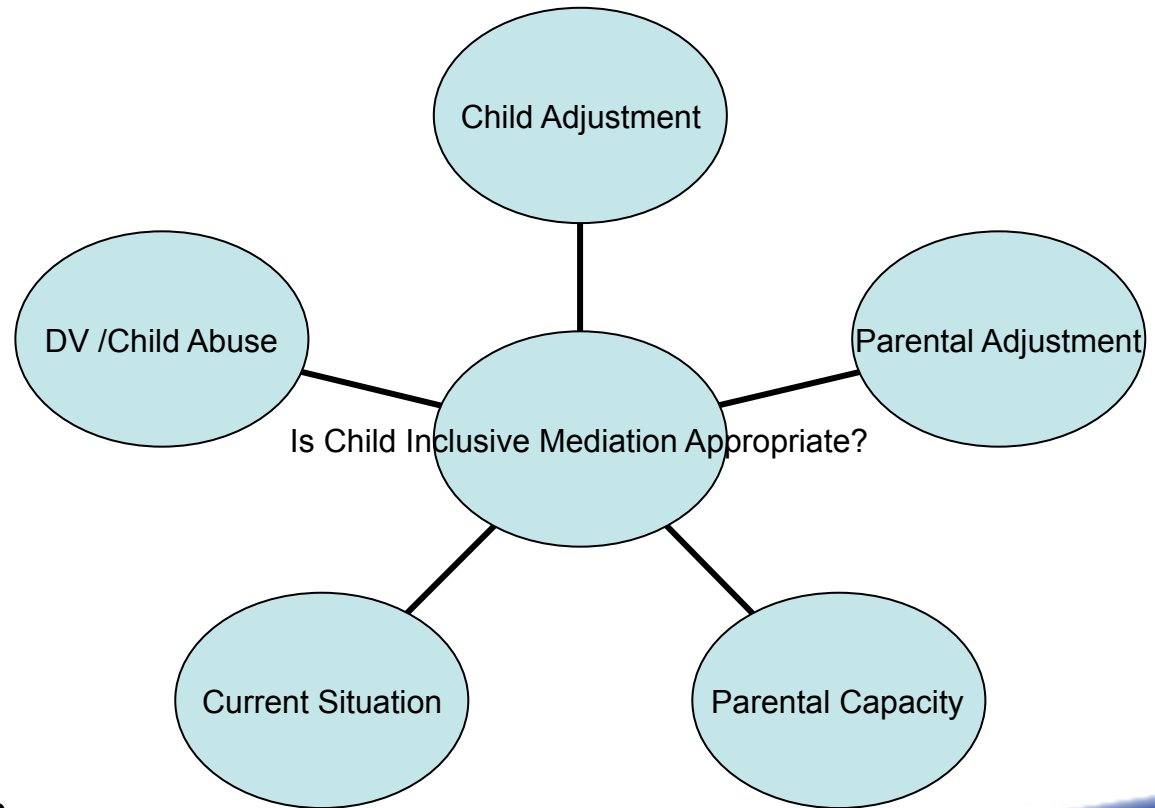 Child Adjustment
DV /Child Abuse
Parental Adjustment
Is Child Inclusive Mediation Appropriate?
Current Situation
Parental Capacity